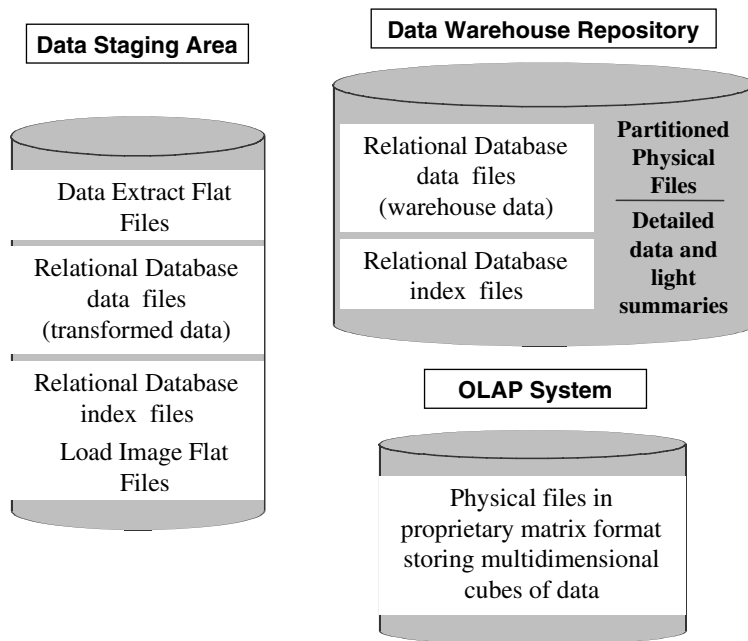 Data Staging Area
Data Extract Flat
Files
Relational Database
data files
(transformed data)
Relational Database
index files
Load Image Flat
Files
Data Warehouse Repository
Relational Database
data files
(warehouse data)
Relational Database
index files
Partitioned
Physical
Files
Detailed
data and
light
summaries
OLAP System
Physical files in
proprietary matrix format
storing multidimensional
cubes of data